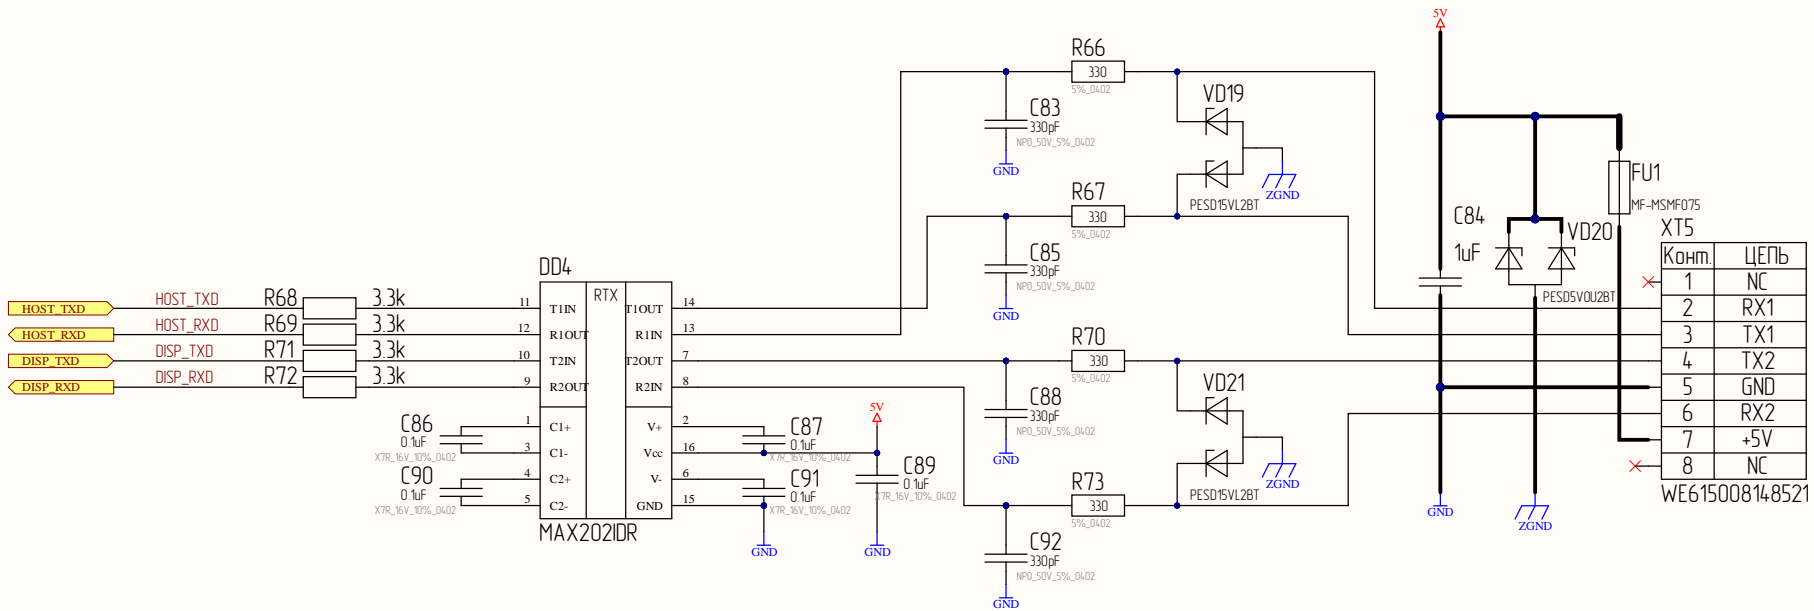 5V
R66
330
5%_0402
C83
330pF
NP0_50V_5%_0402
GND
VD19
PESD15VL2BT
ZGND
R67
330
5%_0402
C85
330pF
NP0_50V_5%_0402
GND
FU1
MF-MSMF075
C84
1uF
VD20
PESD5V0U2BT
GND
ZGND
XT5
Конт. ЦЕПЬ
1 NC
2 RX1
3 TX1
4 TX2
5 GND
6 RX2
7 +5V
8 NC
WE615008148521
HOST_TXD HOST_TXD R68 3.3k 11
HOST_RXD HOST_RXD R69 3.3k 12
DISP_TXD DISP_TXD R71 3.3k 10
DISP_RXD DISP_RXD R72 3.3k 9
DD4
RTX
T1IN T1OUT 14
R1OUT R1IN 13
T2IN T2OUT 7
R2OUT R2IN 8
1 C1+ V+ 2
3 C1- Vcc 16
4 C2+ V- 6
5 C2- GND 15
MAX202IDR
C86
0.1uF
X7R_16V_10%_0402
C90
0.1uF
X7R_16V_10%_0402
C87
0.1uF
X7R_16V_10%_0402
C91
0.1uF
X7R_16V_10%_0402
GND
5V
C89
0.1uF
X7R_16V_10%_0402
GND
R70
330
5%_0402
C88
330pF
NP0_50V_5%_0402
GND
VD21
PESD15VL2BT
ZGND
R73
330
5%_0402
C92
330pF
NP0_50V_5%_0402
GND